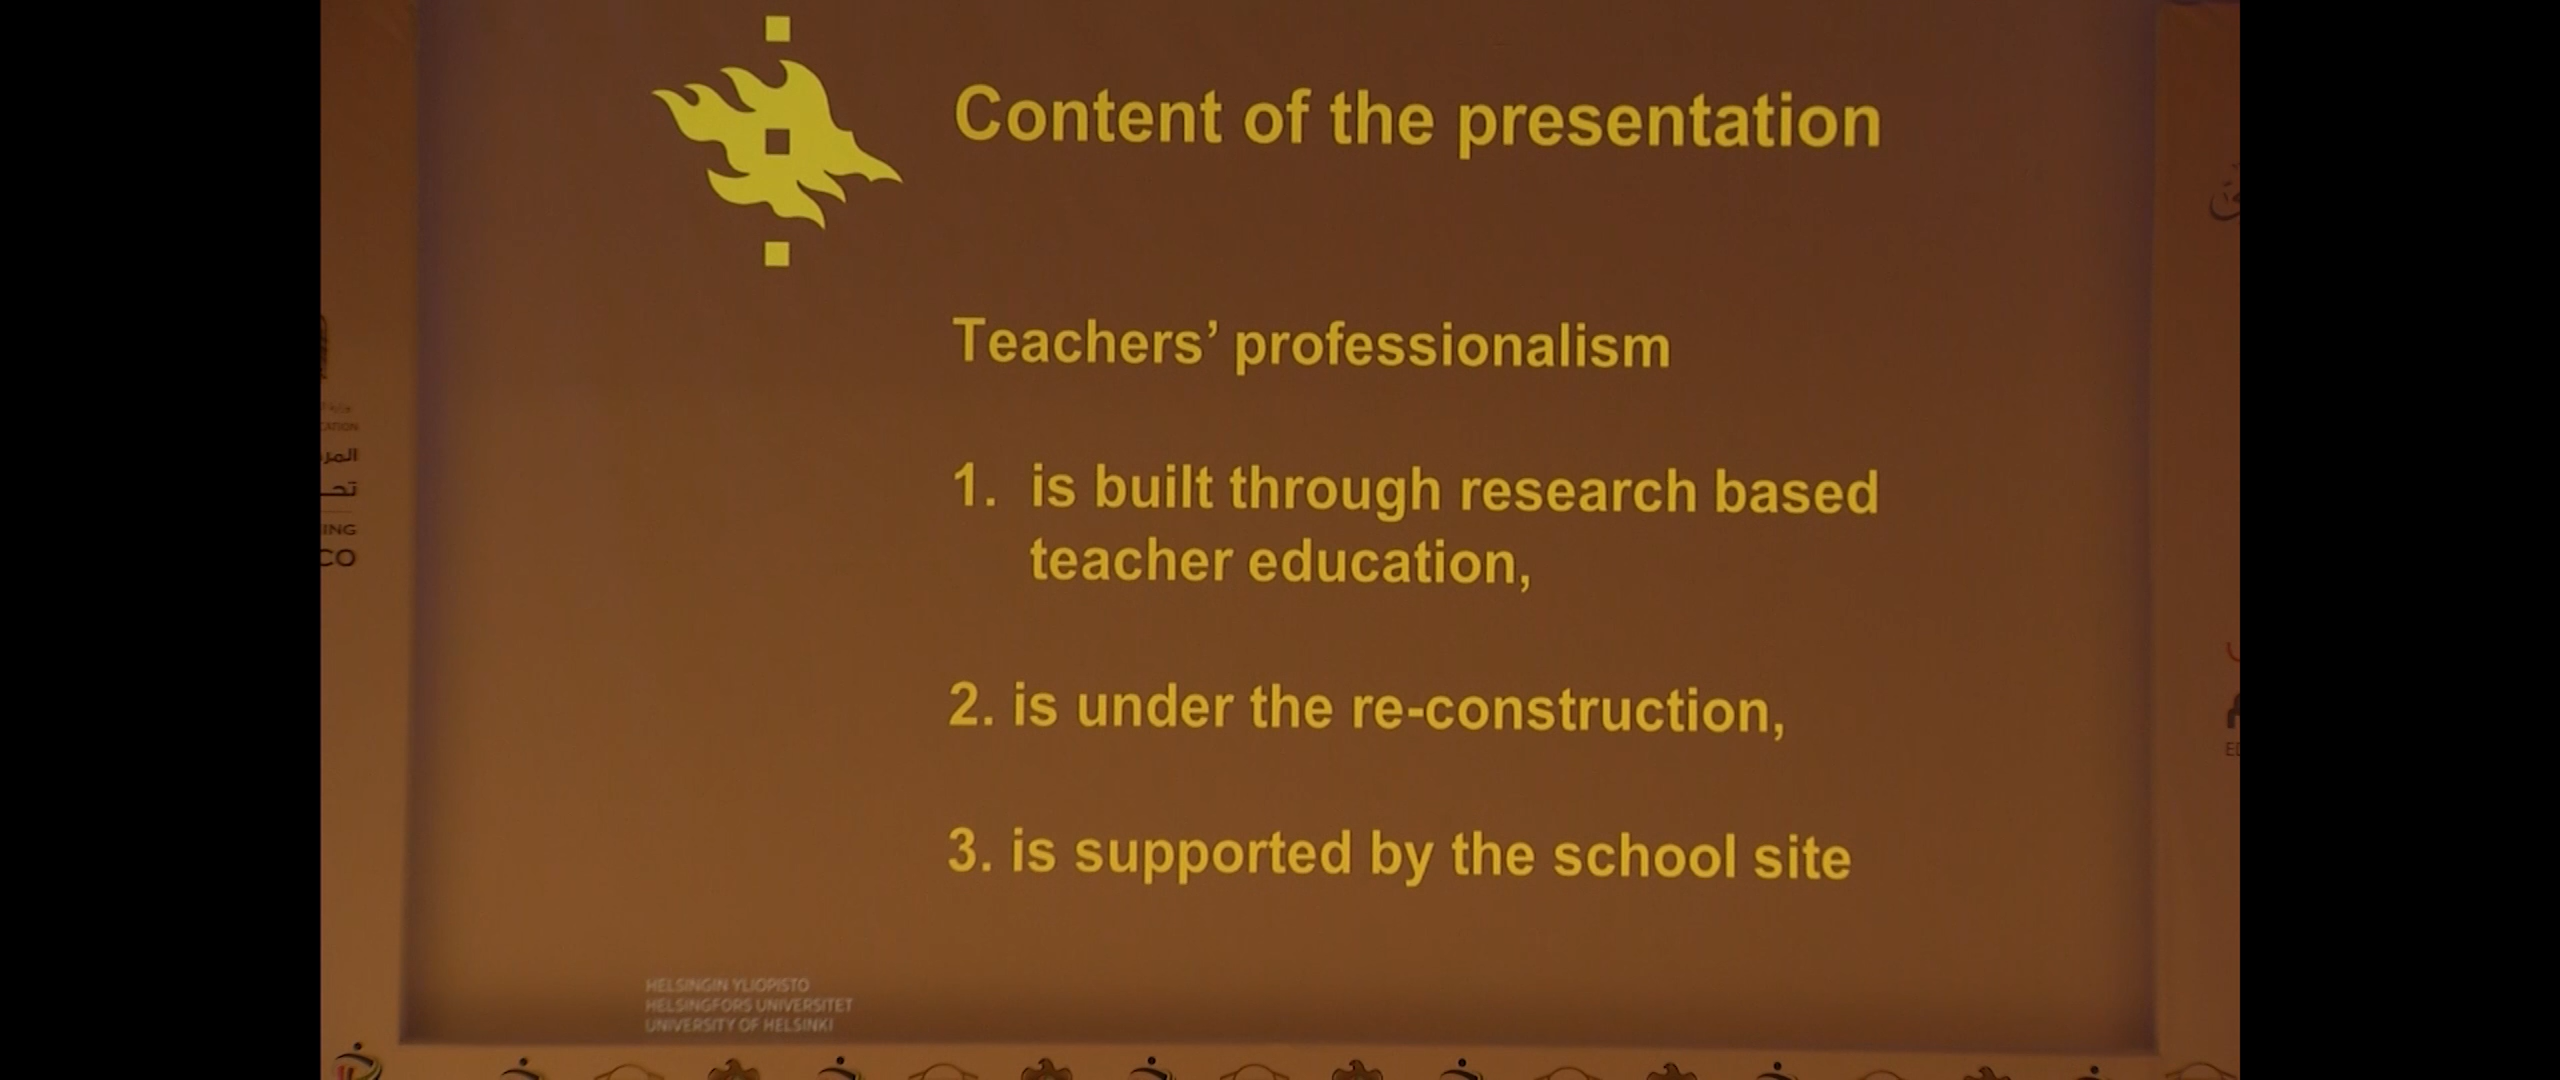 Content of the presentation
Teachers’ professionalism
1. is built through research based
teacher education,
2. is under the re-construction,
3. is supported by the school site
HELSINGIN YLIOPISTO
HELSINGFORS UNIVERSITET
UNIVERSITY OF HELSINKI